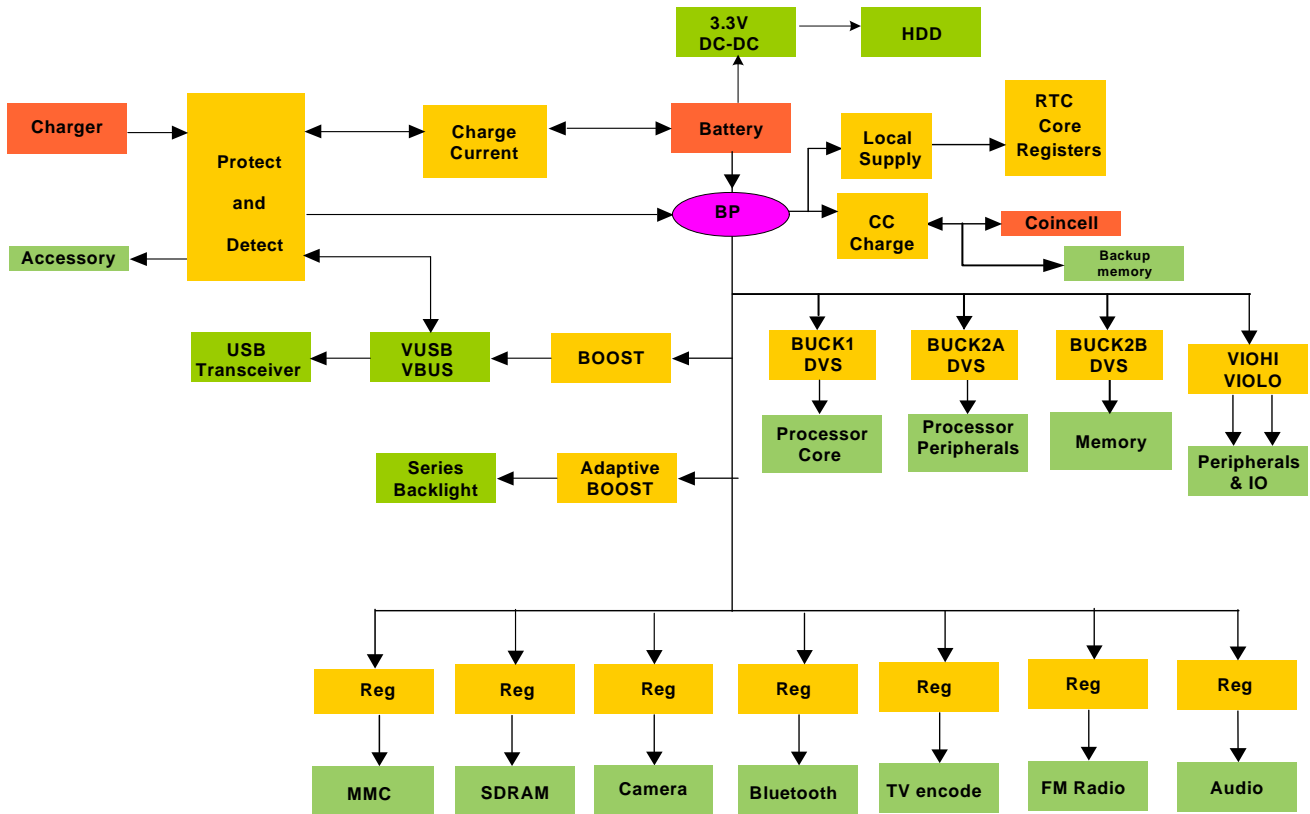 3.3V
DC-DC
HDD
Charger
Protect
and
Detect
Charge
Current
Battery
Local
Supply
RTC
Core
Registers
BP
CC
Charge
Coincell
Backup
memory
Accessory
USB
Transceiver
VUSB
VBUS
BOOST
BUCK1
DVS
BUCK2A
DVS
BUCK2B
DVS
VIOHI
VIOLO
Processor
Core
Processor
Peripherals
Memory
Peripherals
& IO
Series
Backlight
Adaptive
BOOST
Reg
Reg
Reg
Reg
Reg
Reg
Reg
MMC
SDRAM
Camera
Bluetooth
TV encode
FM Radio
Audio